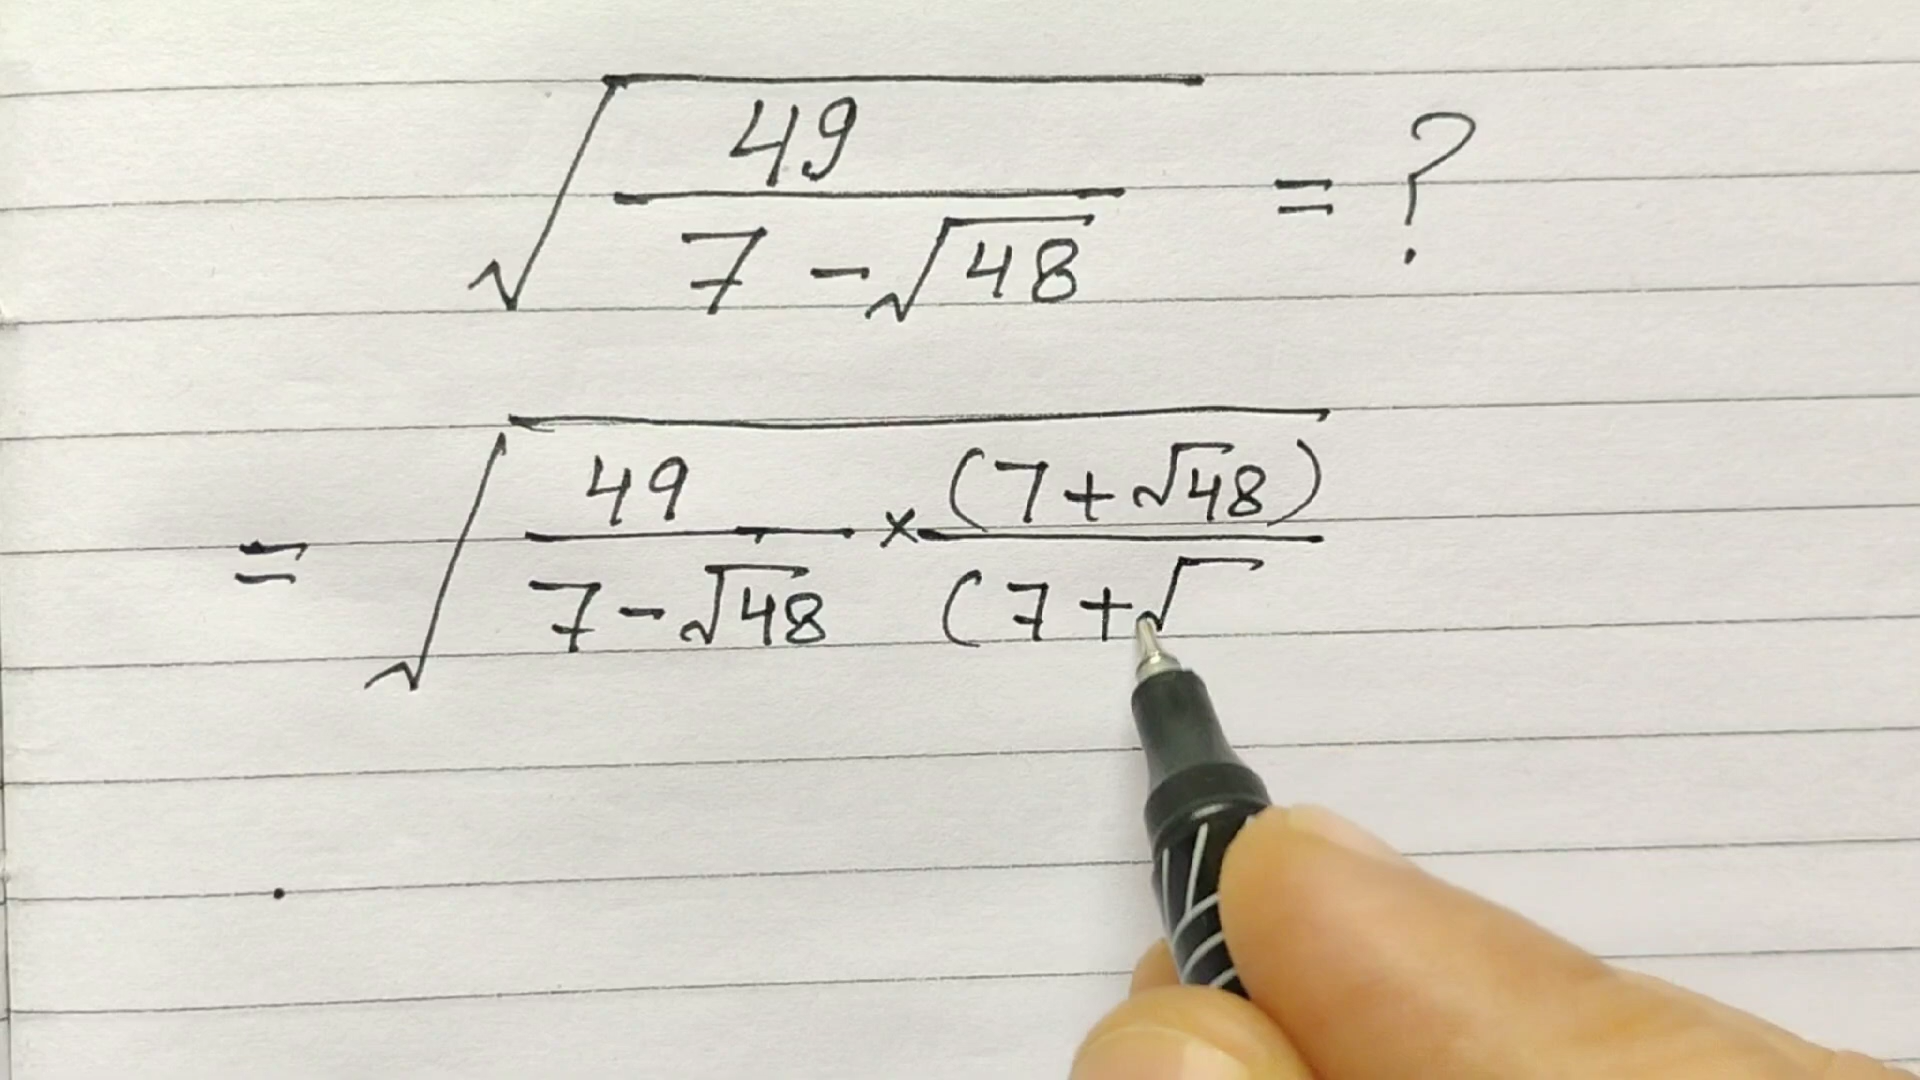 √(49/(7-√48)) = ?
= √(49/(7-√48) × (7+√48)/(7+√